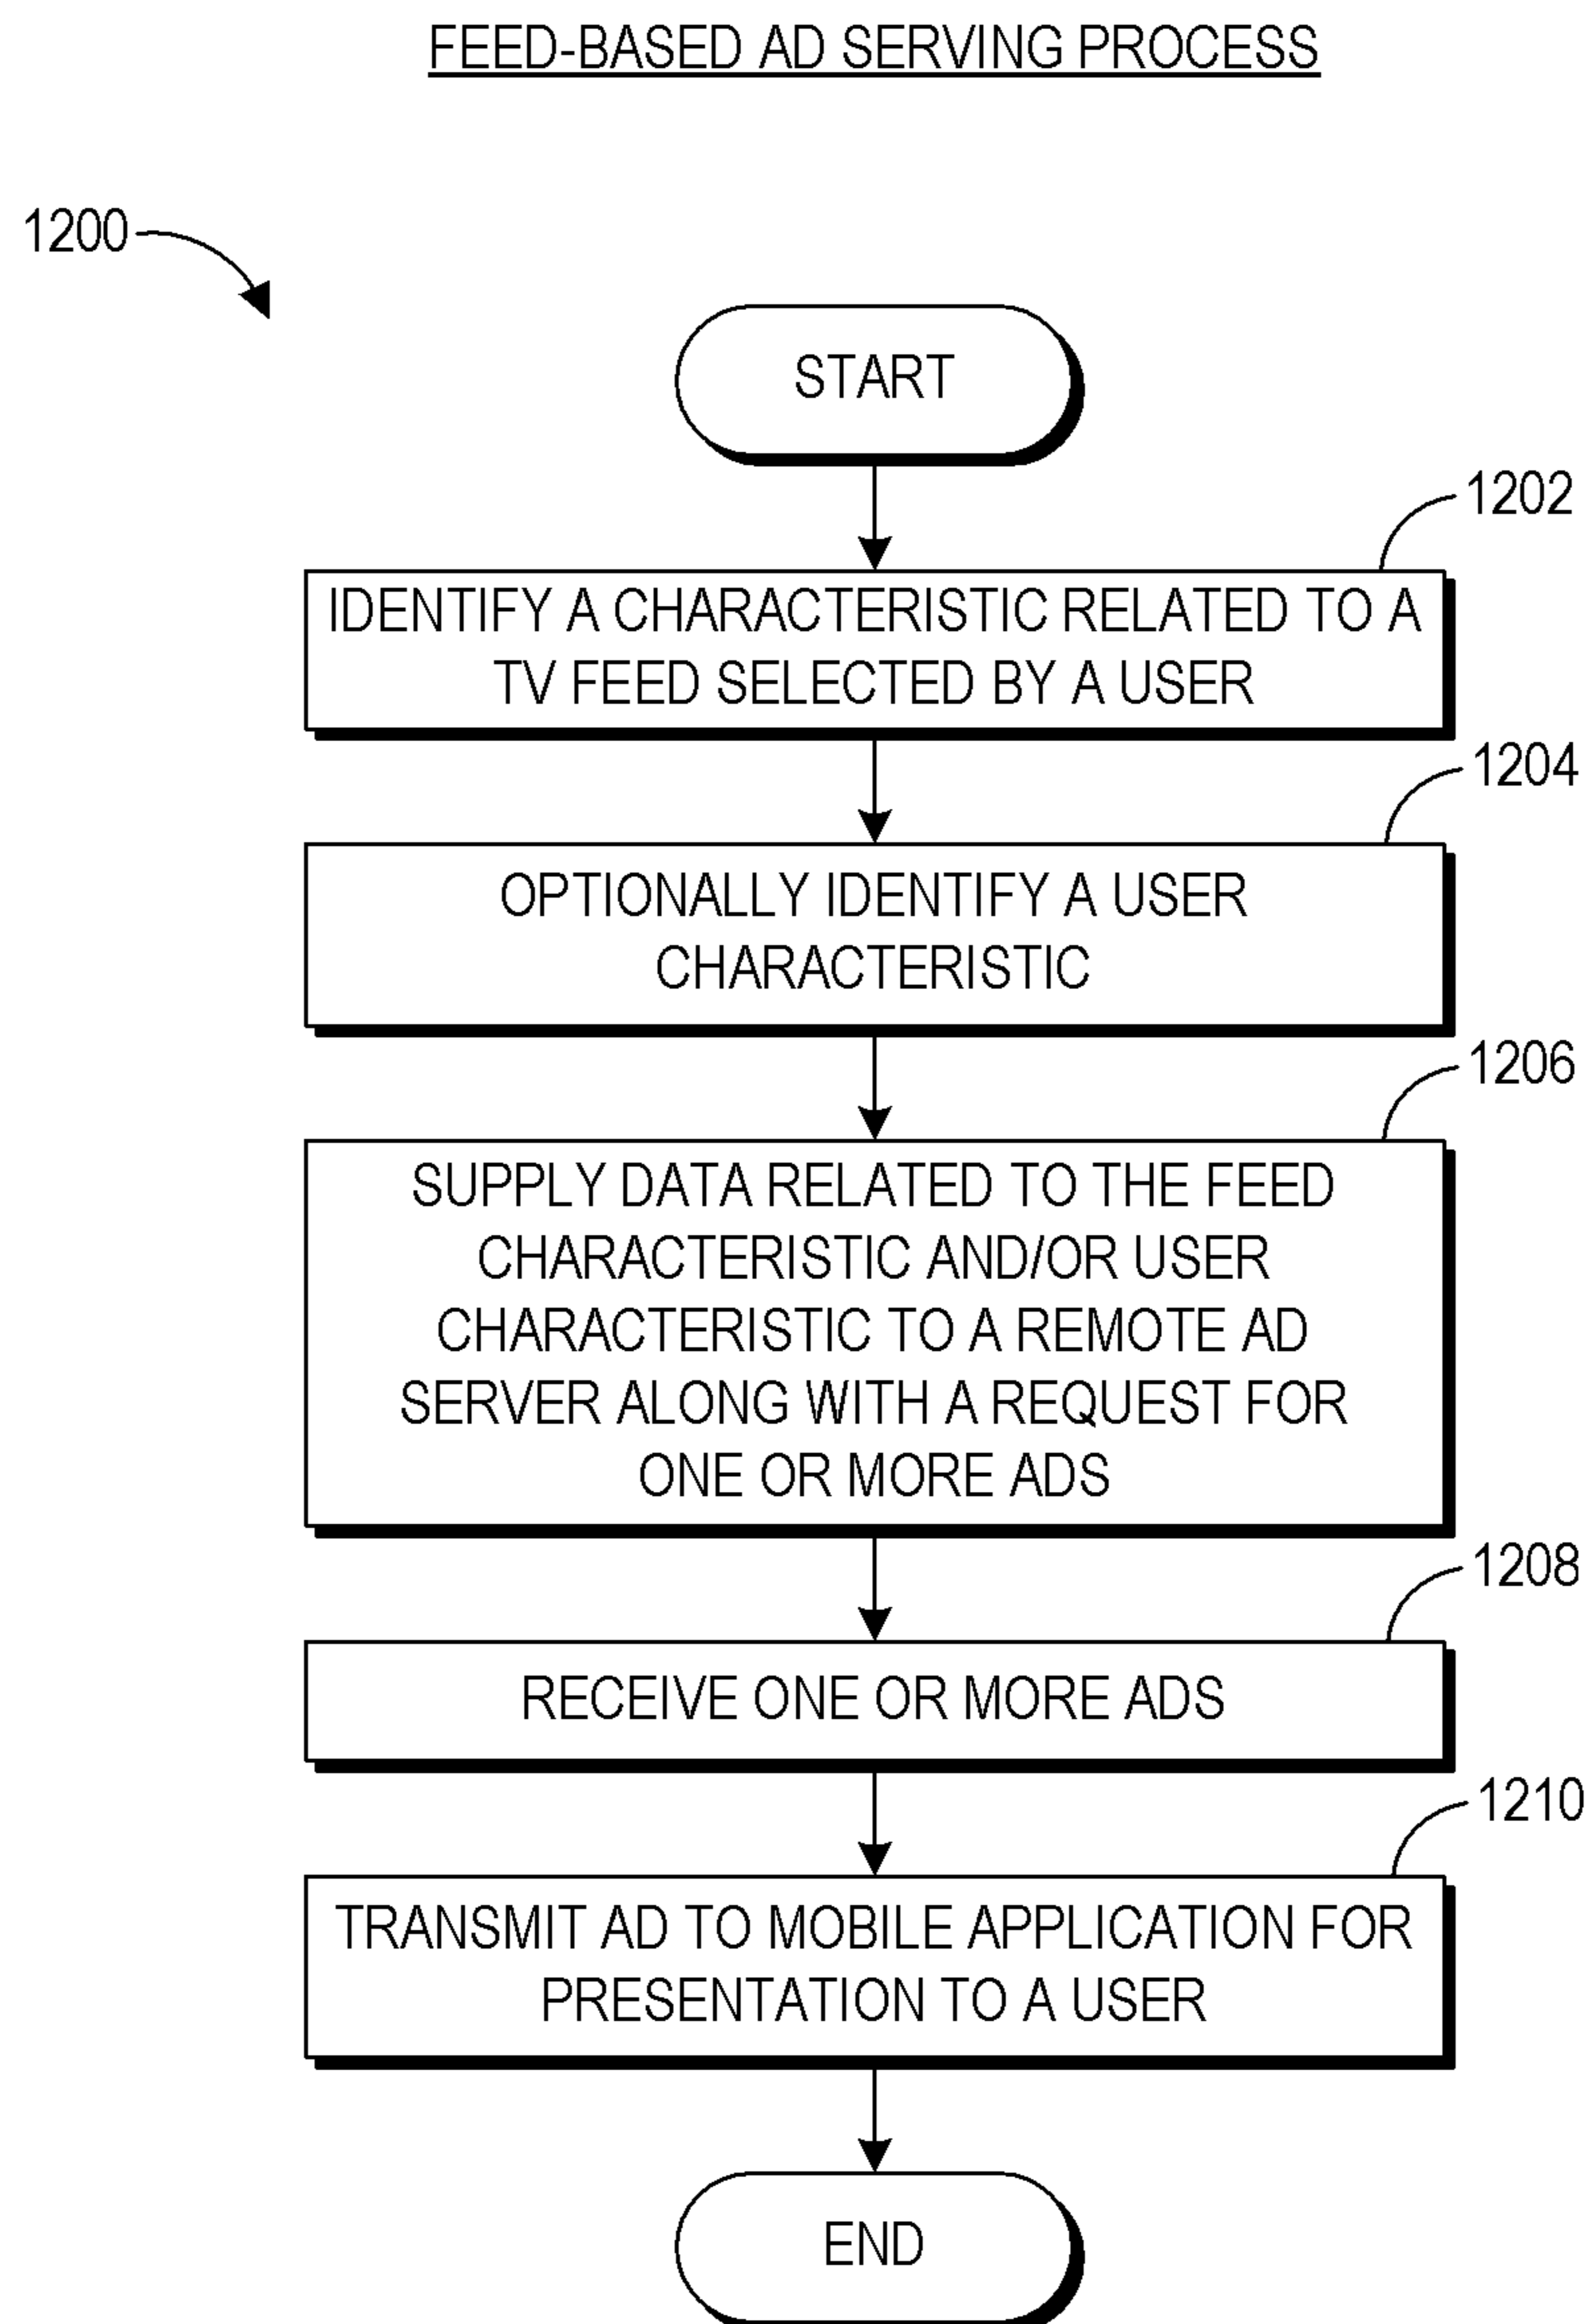 FEED-BASED AD SERVING PROCESS
1200
START
1202
IDENTIFY A CHARACTERISTIC RELATED TO A
TV FEED SELECTED BY A USER
1204
OPTIONALLY IDENTIFY A USER
CHARACTERISTIC
1206
SUPPLY DATA RELATED TO THE FEED
CHARACTERISTIC AND/OR USER
CHARACTERISTIC TO A REMOTE AD
SERVER ALONG WITH A REQUEST FOR
ONE OR MORE ADS
1208
RECEIVE ONE OR MORE ADS
1210
TRANSMIT AD TO MOBILE APPLICATION FOR
PRESENTATION TO A USER
END